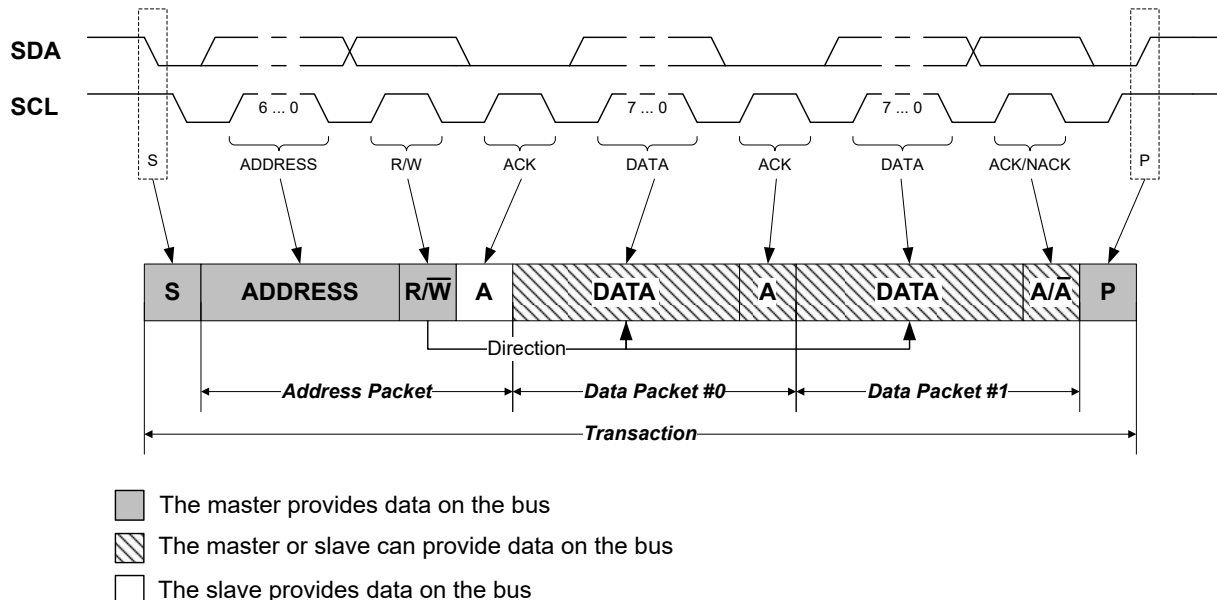 SDA
SCL
6 ... 0 7 ... 0 7 ... 0
S ADDRESS R/W ACK DATA ACK DATA ACK/NACK P
S ADDRESS R/W̅ A DATA A DATA A/A̅ P
Direction
Address Packet Data Packet #0 Data Packet #1
Transaction
The master provides data on the bus
The master or slave can provide data on the bus
The slave provides data on the bus